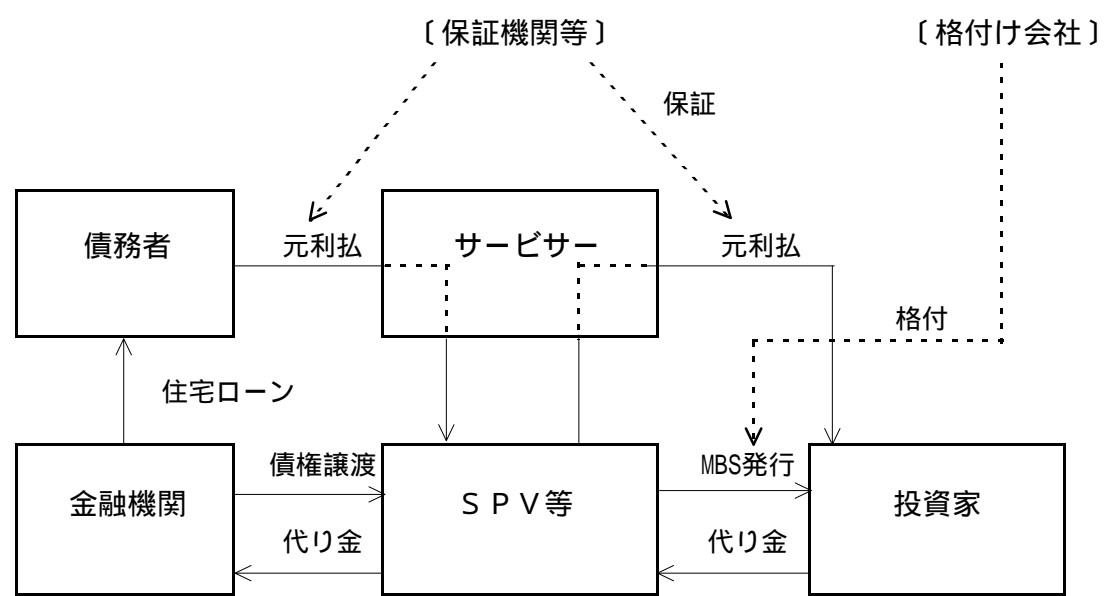 〔保証機関等〕
〔格付け会社〕
保証
債務者
元利払
サービサー
元利払
格付
住宅ローン
金融機関
債権譲渡
代り金
ＳＰＶ等
MBS発行
代り金
投資家